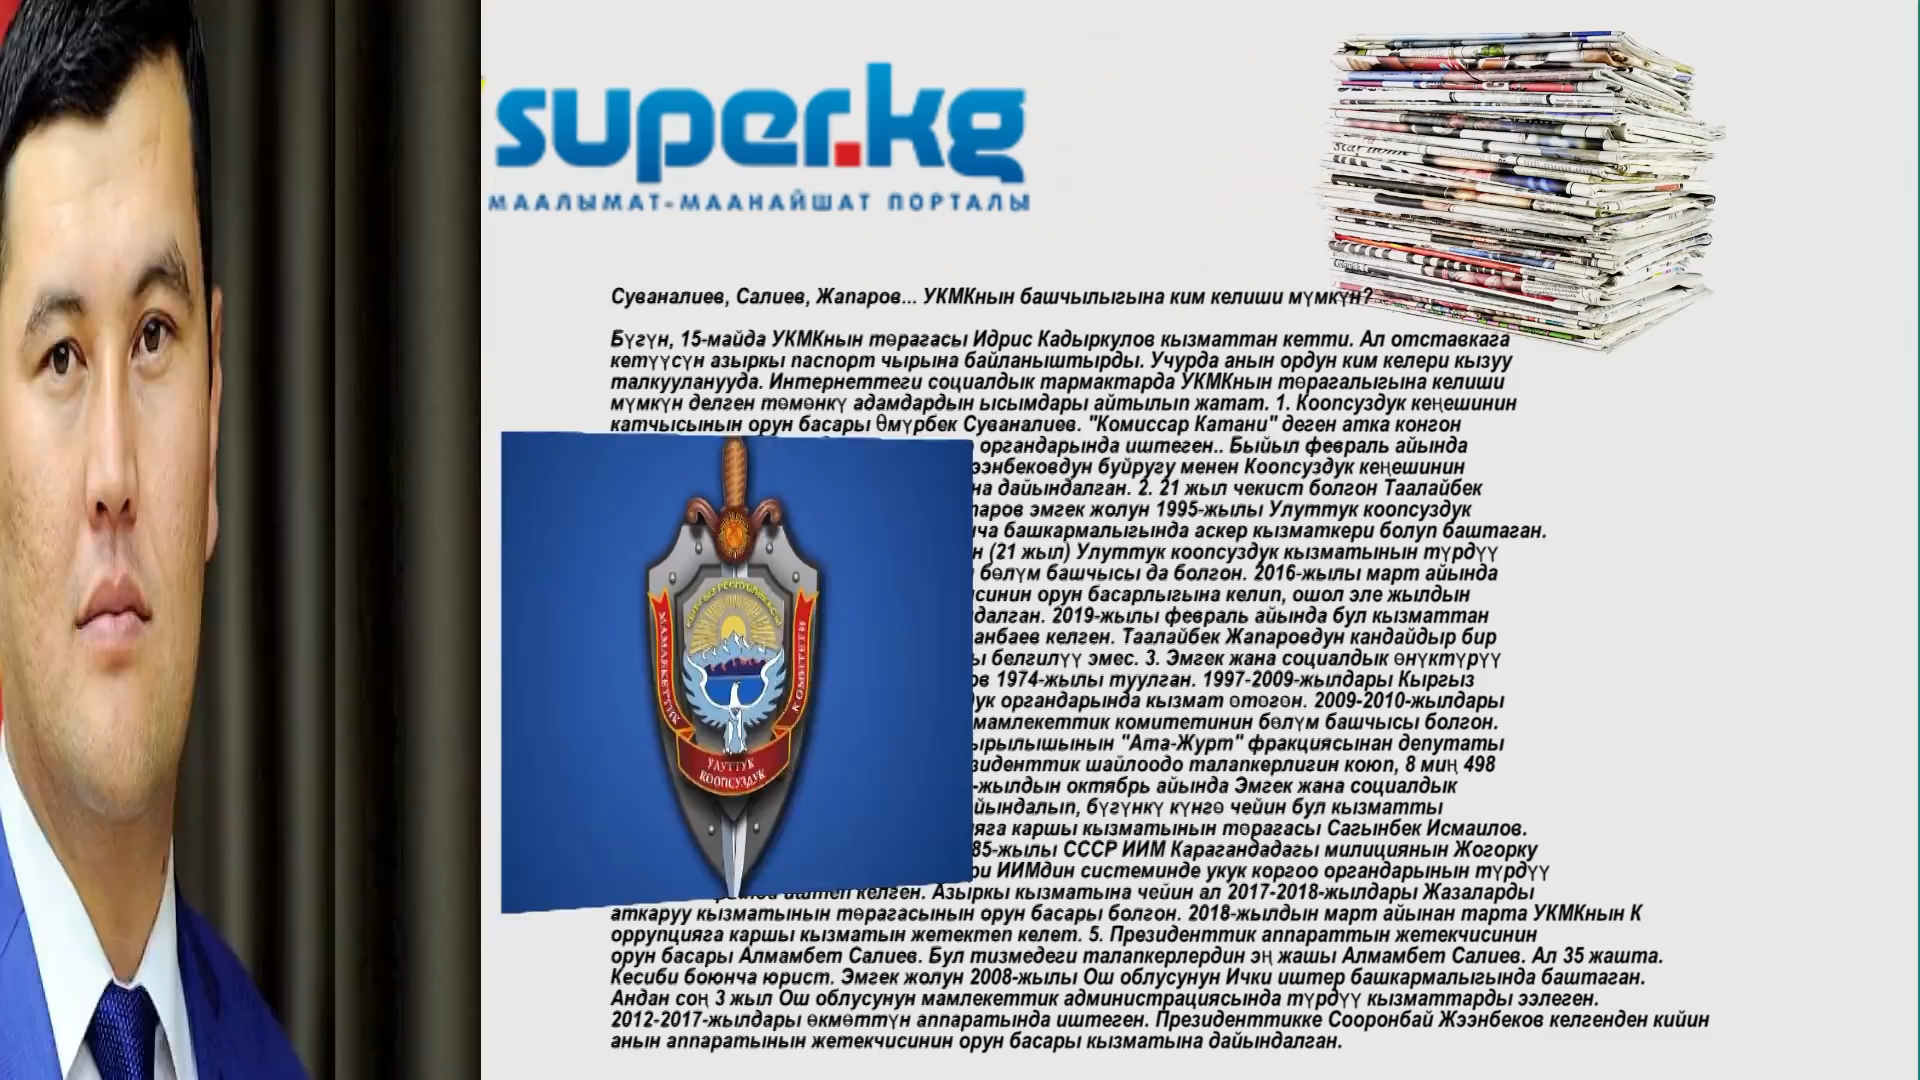 super.kg
МААЛЫМАТ-МААНАЙШАТ ПОРТАЛЫ
Суваналиев, Салиев, Жапаров... УКМКнын башчылыгына ким келиши мүмкүн?
Бүгүн, 15-майда УКМКнын төрагасы Идрис Кадыркулов кызматтан кетти. Ал отставкага
кетүүсүн азыркы паспорт чырына байланыштырды. Учурда анын ордун ким келери кызуу
талкууланууда. Интернеттеги социалдык тармактарда УКМКнын төрагалыгына келиши
мүмкүн делген төмөнкү адамдардын ысымдары айтылып жатат. 1. Коопсуздук кеңешинин
катчысынын орун басары Өмүрбек Суваналиев. "Комиссар Катани" деген атка конгон
органдарында иштеген.. Быйыл февраль айында
ээнбековдун буйругу менен Коопсуздук кеңешинин
на дайындалган. 2. 21 жыл чекист болгон Таалайбек
паров эмгек жолун 1995-жылы Улуттук коопсуздук
ча башкармалыгында аскер кызматкери болуп баштаган.
н (21 жыл) Улуттук коопсуздук кызматынын түрдүү
бөлүм башчысы да болгон. 2016-жылы март айында
синин орун басарлыгына келип, ошол эле жылдын
далган. 2019-жылы февраль айында бул кызматтан
анбаев келген. Таалайбек Жапаровдун кандайдыр бир
ы белгилүү эмес. 3. Эмгек жана социалдык өнүктүрүү
ов 1974-жылы туулган. 1997-2009-жылдары Кыргыз
ук органдарында кызмат өтөгөн. 2009-2010-жылдары
мамлекеттик комитетинин бөлүм башчысы болгон.
ырылышынын "Ата-Журт" фракциясынан депутаты
зиденттик шайлоодо талапкерлигин коюп, 8 миң 498
-жылдын октябрь айында Эмгек жана социалдык
йындалып, бүгүнкү күнгө чейин бул кызматты
яга каршы кызматынын төрагасы Сагынбек Исмаилов.
85-жылы СССР ИИМ Карагандадагы милициянын Жогорку
ри ИИМдин системинде укук коргоо органдарынын түрдүү
келген. Азыркы кызматына чейин ал 2017-2018-жылдары Жазаларды
аткаруу кызматынын төрагасынын орун басары болгон. 2018-жылдын март айынан тарта УКМКнын К
оррупцияга каршы кызматын жетектеп келет. 5. Президенттик аппараттын жетекчисинин
орун басары Алмамбет Салиев. Бул тизмедеги талапкерлердин эң жашы Алмамбет Салиев. Ал 35 жашта.
Кесиби боюнча юрист. Эмгек жолун 2008-жылы Ош облусунун Ички иштер башкармалыгында баштаган.
Андан соң 3 жыл Ош облусунун мамлекеттик администрациясында түрдүү кызматтарды ээлеген.
2012-2017-жылдары өкмөттүн аппаратында иштеген. Президенттикке Сооронбай Жээнбеков келгенден кийин
анын аппаратынын жетекчисинин орун басары кызматына дайындалган.
КЫРГЫЗ РЕСПУБЛИКАСЫ
МАМЛЕКЕТТИК
КОМИТЕТИ
УЛУТТУК
КООПСУЗДУК